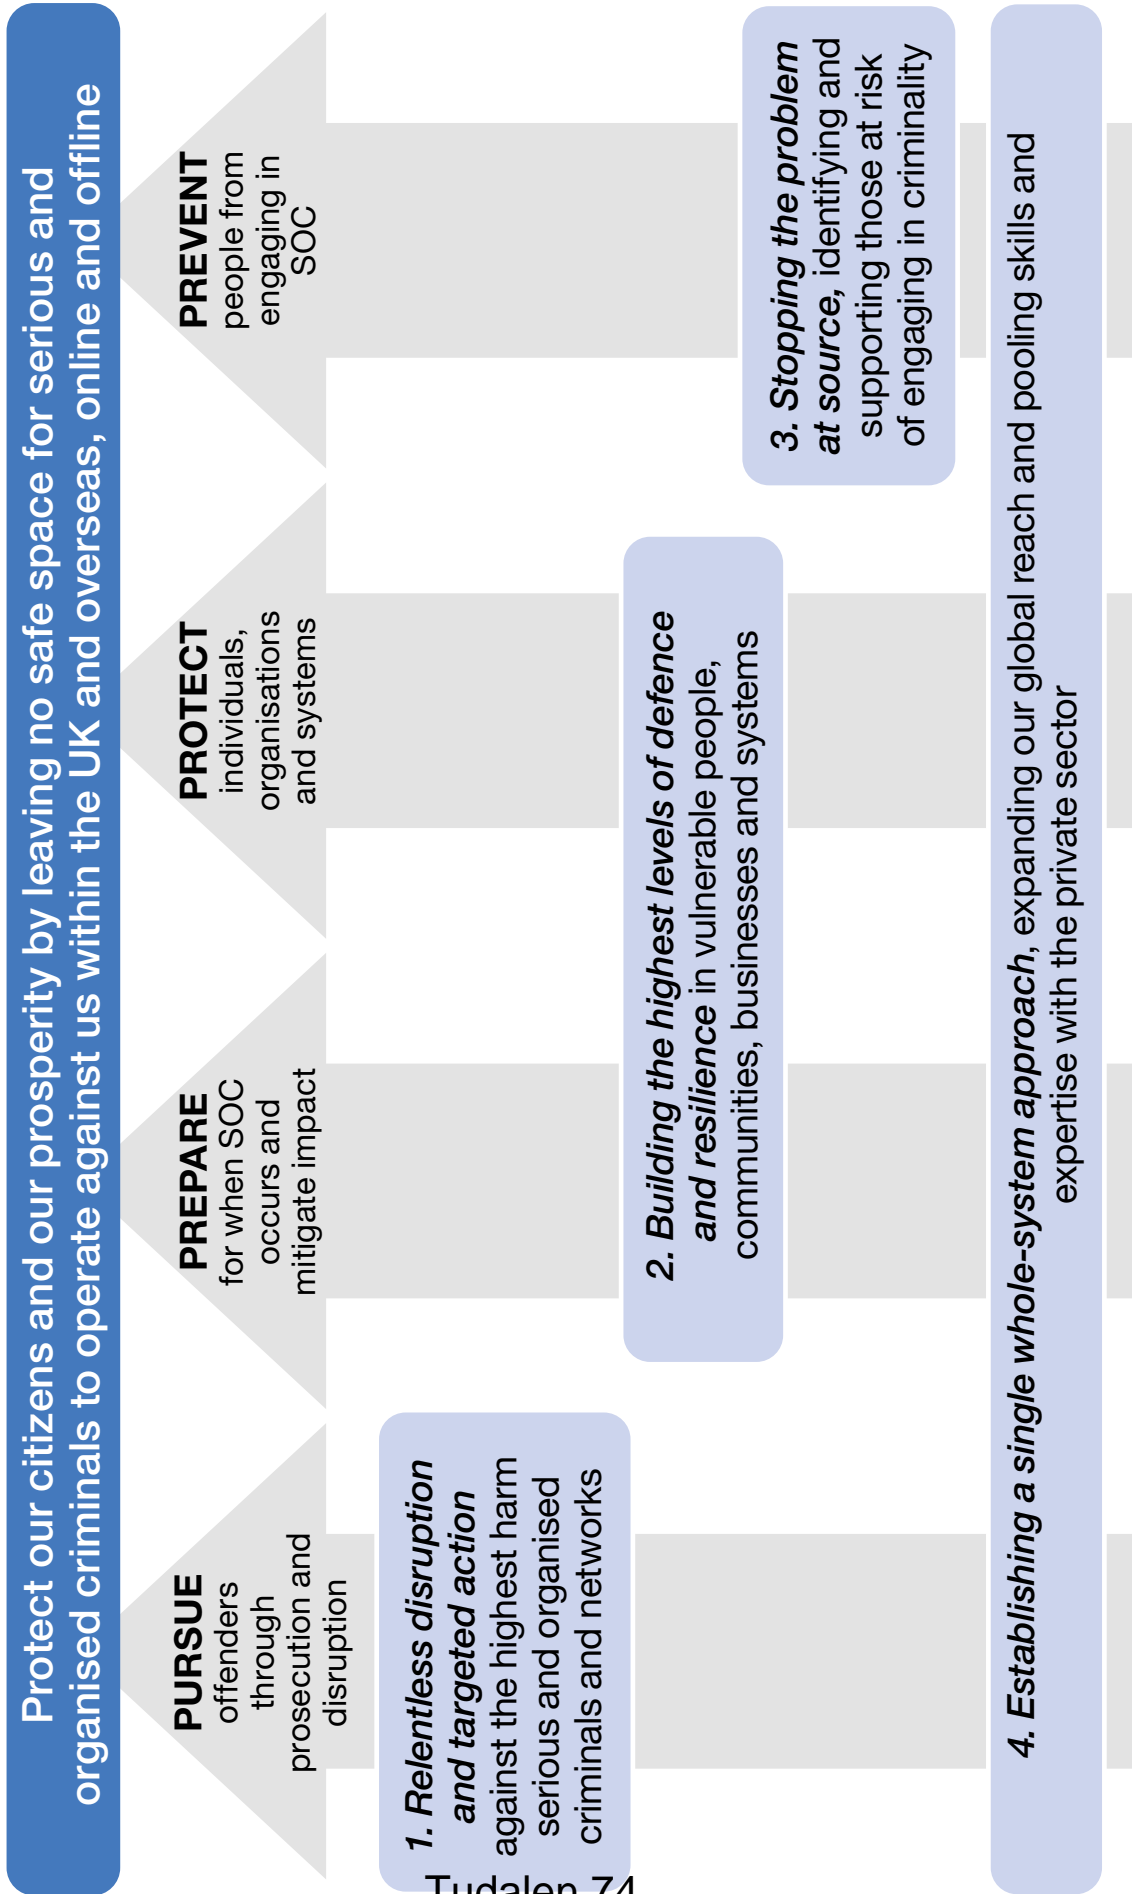 Protect our citizens and our prosperity by leaving no safe space for serious and
organised criminals to operate against us within the UK and overseas, online and offline
PURSUE
offenders
through
prosecution and
disruption
PREPARE
for when SOC
occurs and
mitigate impact
PROTECT
individuals,
organisations
and systems
PREVENT
people from
engaging in
SOC
1. Relentless disruption
and targeted action
against the highest harm
serious and organised
criminals and networks
2. Building the highest levels of defence
and resilience in vulnerable people,
communities, businesses and systems
3. Stopping the problem
at source, identifying and
supporting those at risk
of engaging in criminality
4. Establishing a single whole-system approach, expanding our global reach and pooling skills and
expertise with the private sector
Tudalen 74